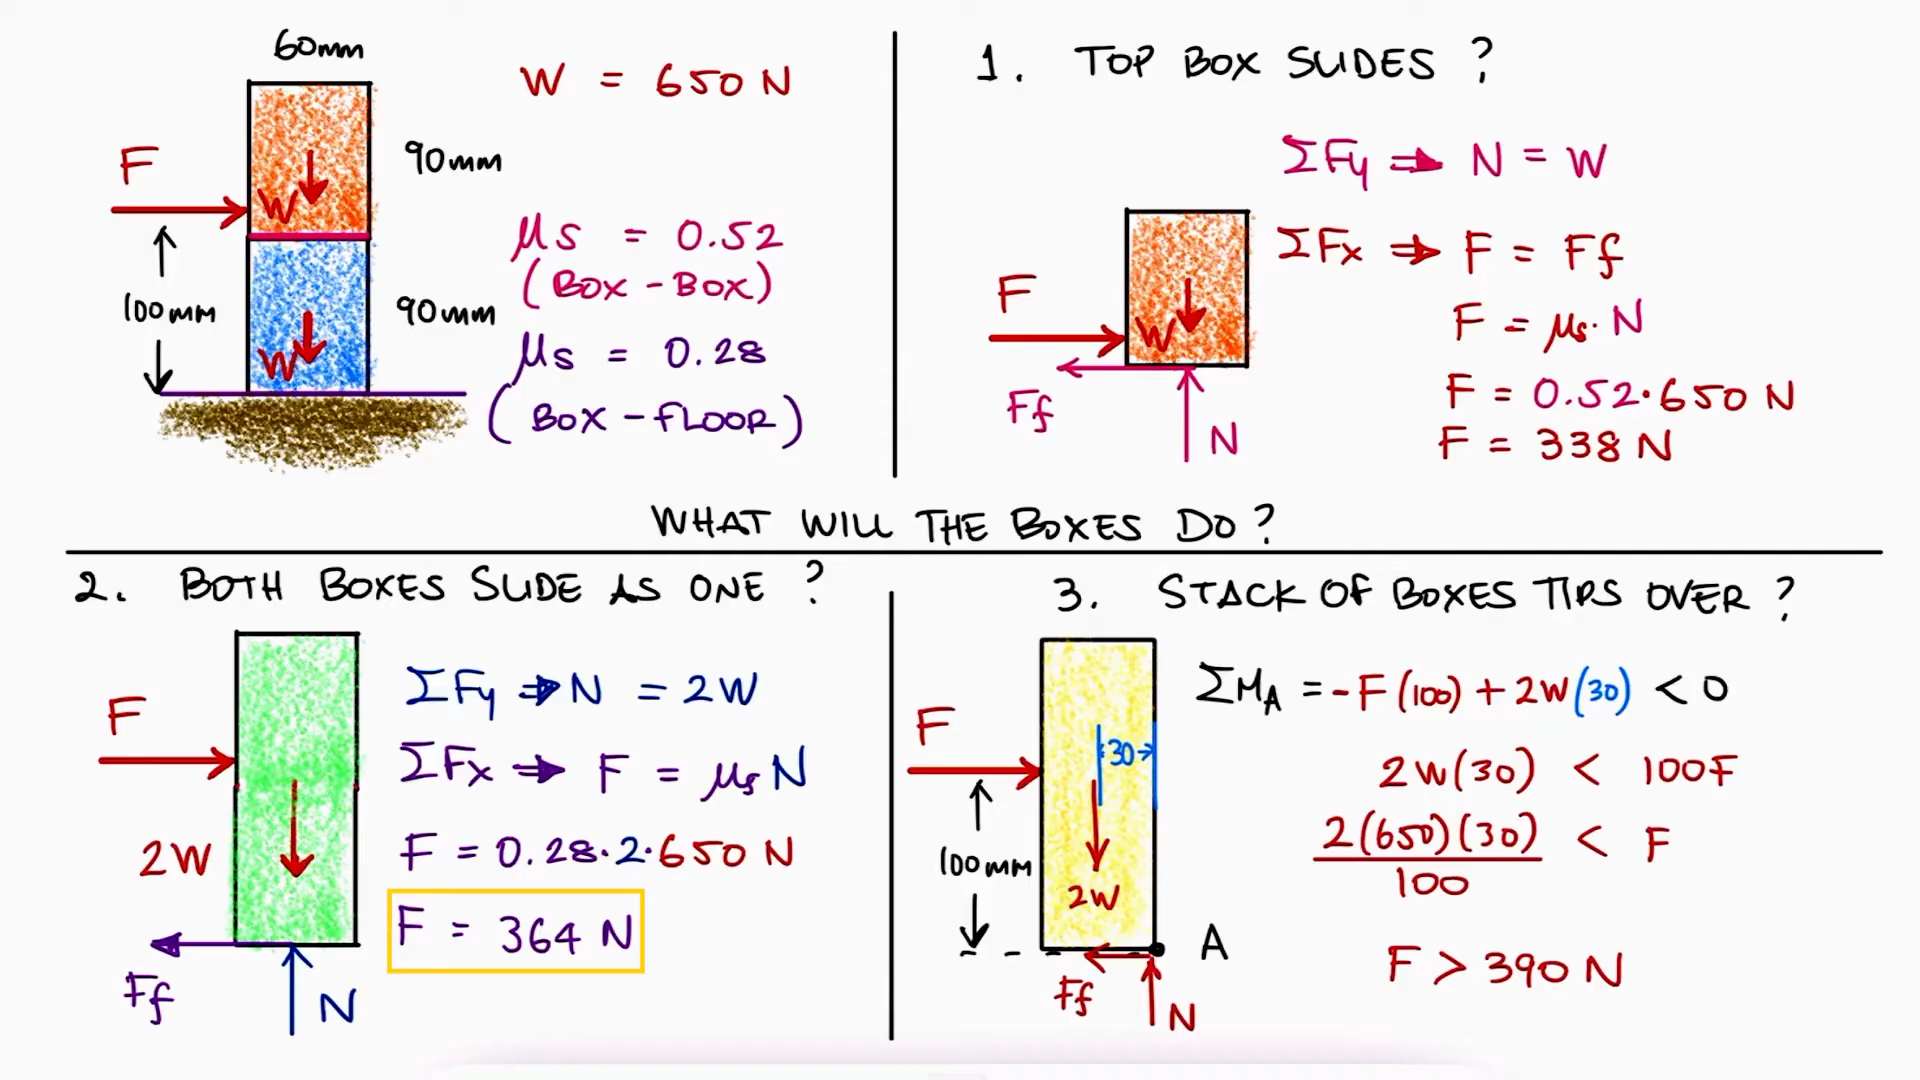 60mm
W = 650 N
F
90mm
W
μs = 0.52
(BOX - BOX)
100mm
90mm
W
μs = 0.28
(BOX - FLOOR)
1. TOP BOX SLIDES ?
ΣFy ⇒ N = W
ΣFx ⇒ F = Ff
F
W
F = μs·N
Ff
N
F = 0.52·650 N
F = 338 N
WHAT WILL THE BOXES DO?
2. BOTH BOXES SLIDE AS ONE ?
F
ΣFy ⇒ N = 2W
ΣFx ⇒ F = μsN
2W
F = 0.28·2·650 N
F = 364 N
Ff
N
3. STACK OF BOXES TIPS OVER ?
F
30
100mm
2W
A
Ff
N
ΣMA = -F(100) + 2W(30) < 0
2W(30) < 100F
2(650)(30) < F
100
F > 390 N